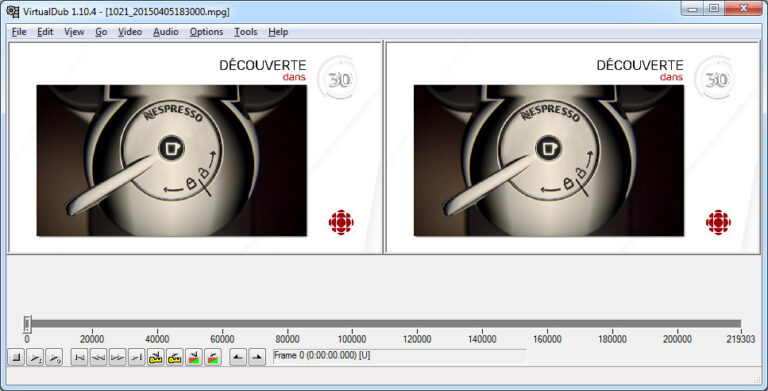 VirtualDub 1.10.4 - [1021_20150405183000.mpg]
File Edit View Go Video Audio Options Tools Help
DÉCOUVERTE
dans
30
NESPRESSO
DÉCOUVERTE
dans
30
NESPRESSO
0 20000 40000 60000 80000 100000 120000 140000 160000 180000 200000 219303
Frame 0 (0:00:00.000) [U]